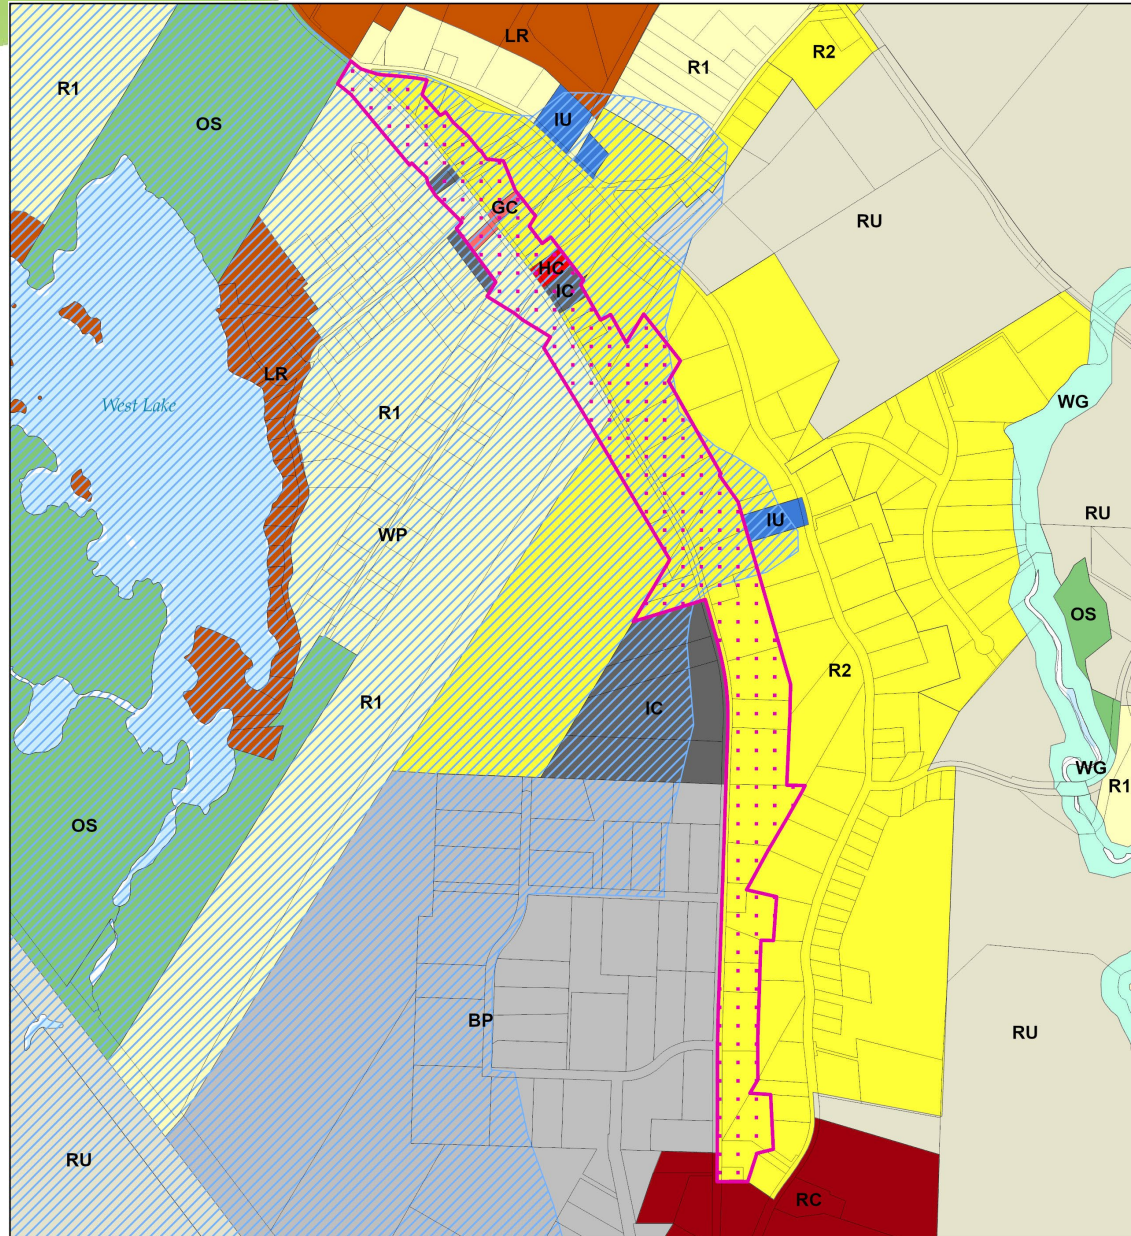 LR
R2
R1
R1
IU
OS
GC
RU
HC
IC
LR
WG
West Lake
R1
RU
IU
WP
OS
R2
R1
IC
WG
R1
OS
BP
RU
RU
RC